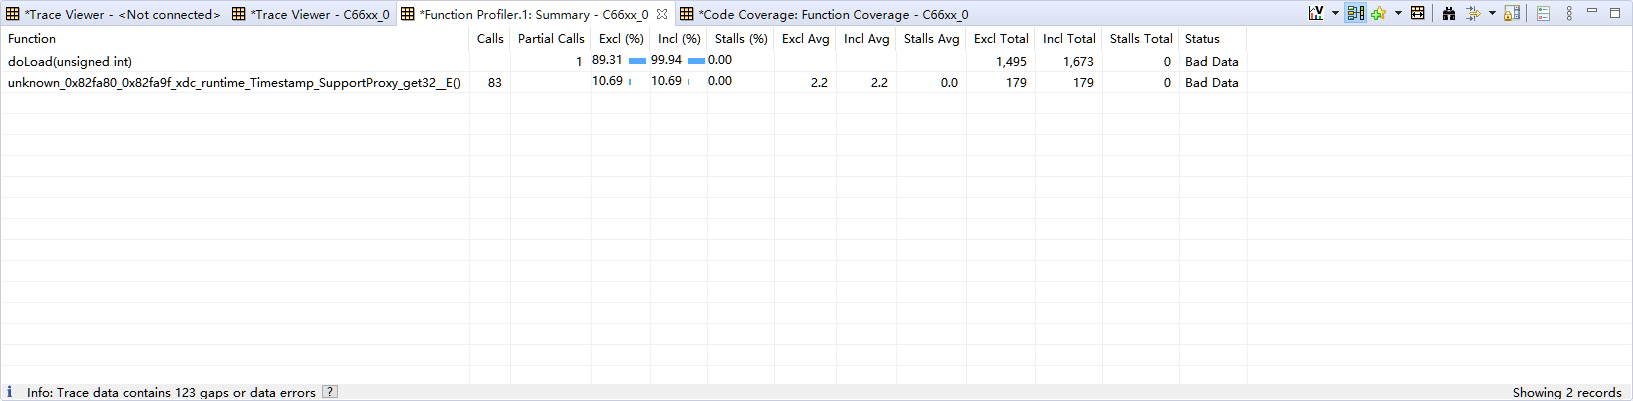 *Trace Viewer - <Not connected> *Trace Viewer - C66xx_0 *Function Profiler.1: Summary - C66xx_0 *Code Coverage: Function Coverage - C66xx_0
Function Calls Partial Calls Excl (%) Incl (%) Stalls (%) Excl Avg Incl Avg Stalls Avg Excl Total Incl Total Stalls Total Status
doLoad(unsigned int) 1 89.31 99.94 0.00 1,495 1,673 0 Bad Data
unknown_0x82fa80_0x82fa9f_xdc_runtime_Timestamp_SupportProxy_get32__E() 83 10.69 10.69 0.00 2.2 2.2 0.0 179 179 0 Bad Data
i Info: Trace data contains 123 gaps or data errors ? Showing 2 records